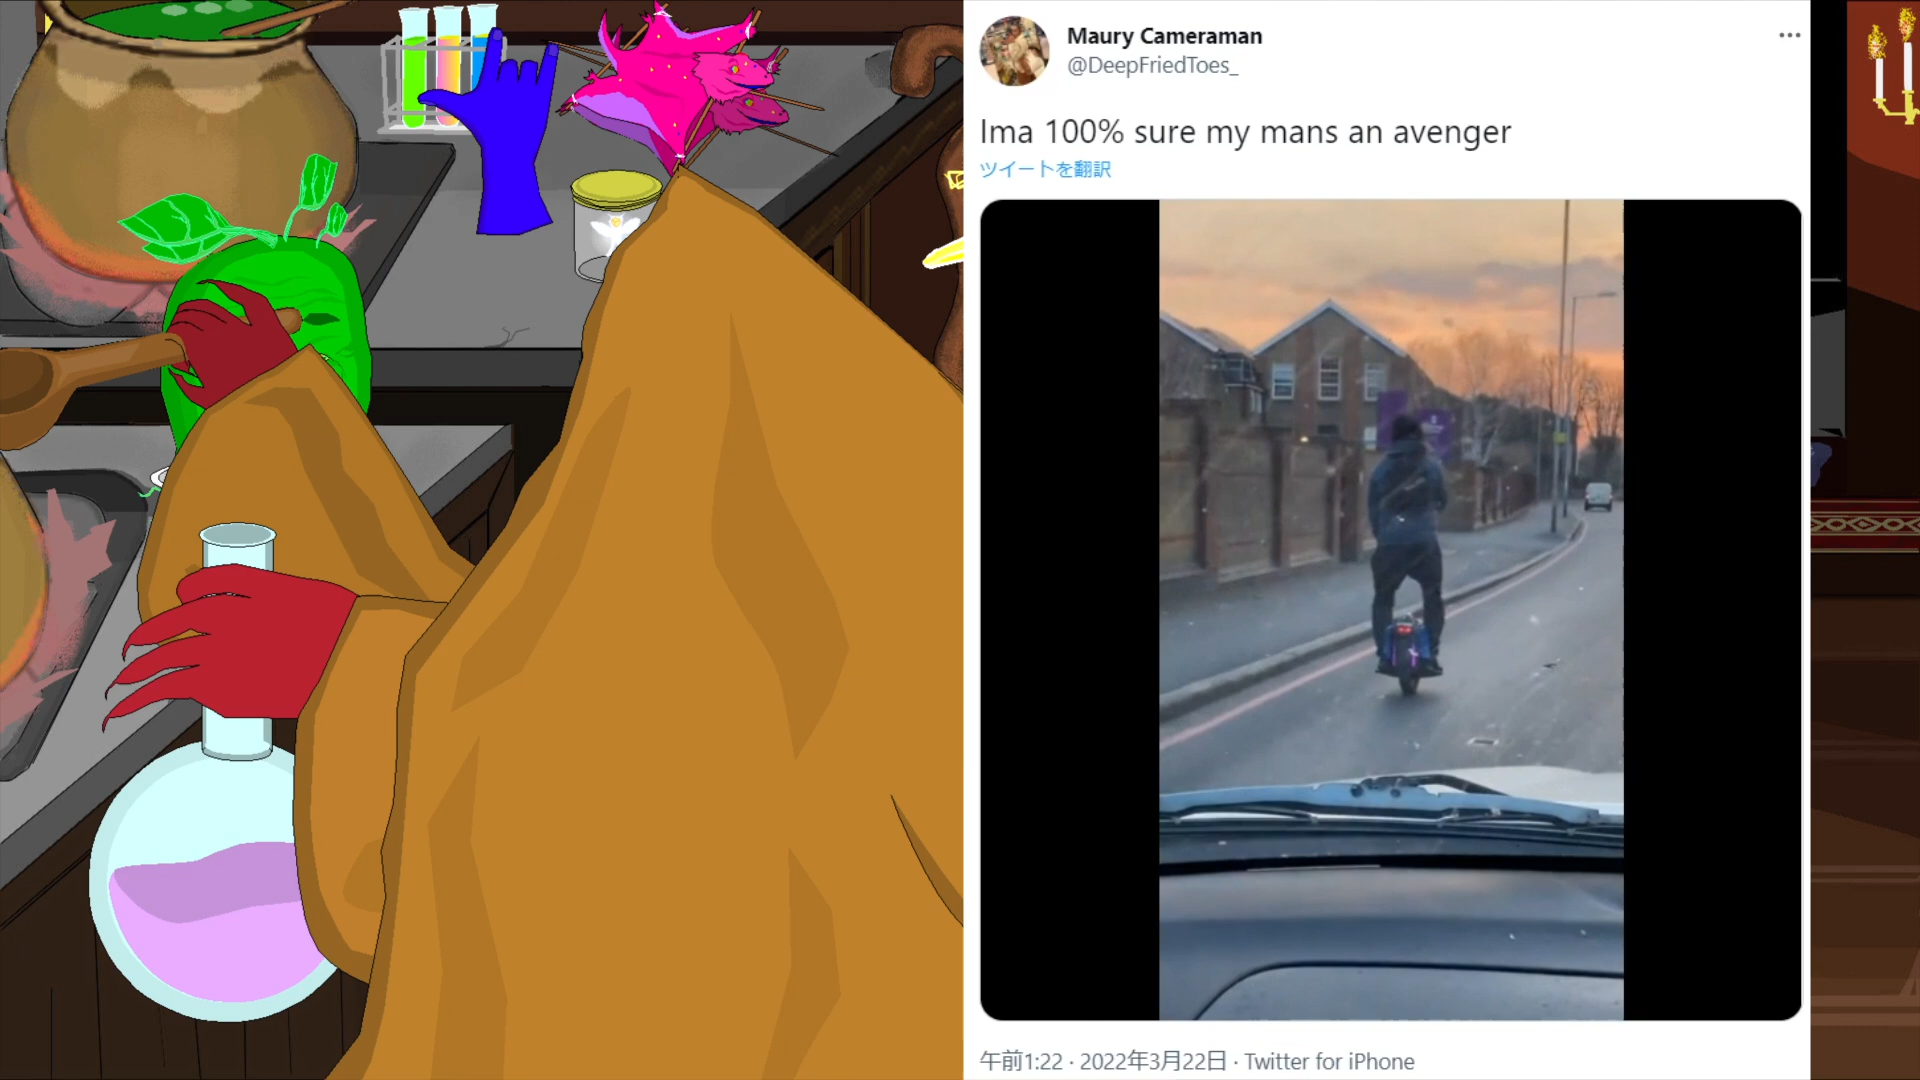 Maury Cameraman
@DeepFriedToes_
Ima 100% sure my mans an avenger
ツイートを翻訳
午前1:22 · 2022年3月22日 · Twitter for iPhone